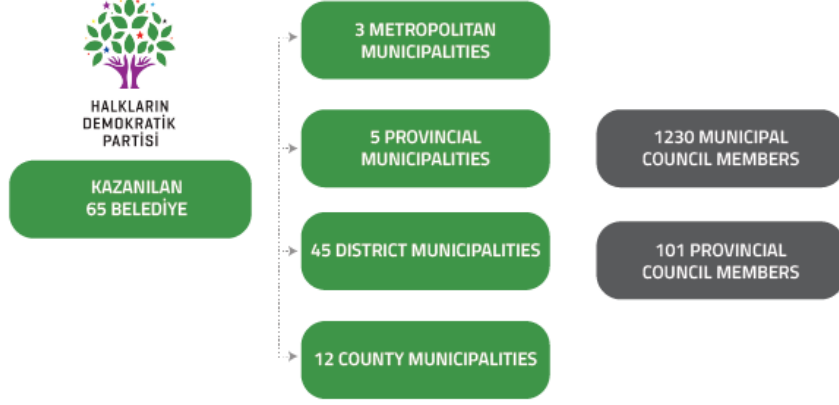 HALKLARIN
DEMOKRATİK
PARTİSİ
KAZANILAN
65 BELEDİYE
3 METROPOLITAN
MUNICIPALITIES
5 PROVINCIAL
MUNICIPALITIES
45 DISTRICT MUNICIPALITIES
12 COUNTY MUNICIPALITIES
1230 MUNICIPAL
COUNCIL MEMBERS
101 PROVINCIAL
COUNCIL MEMBERS